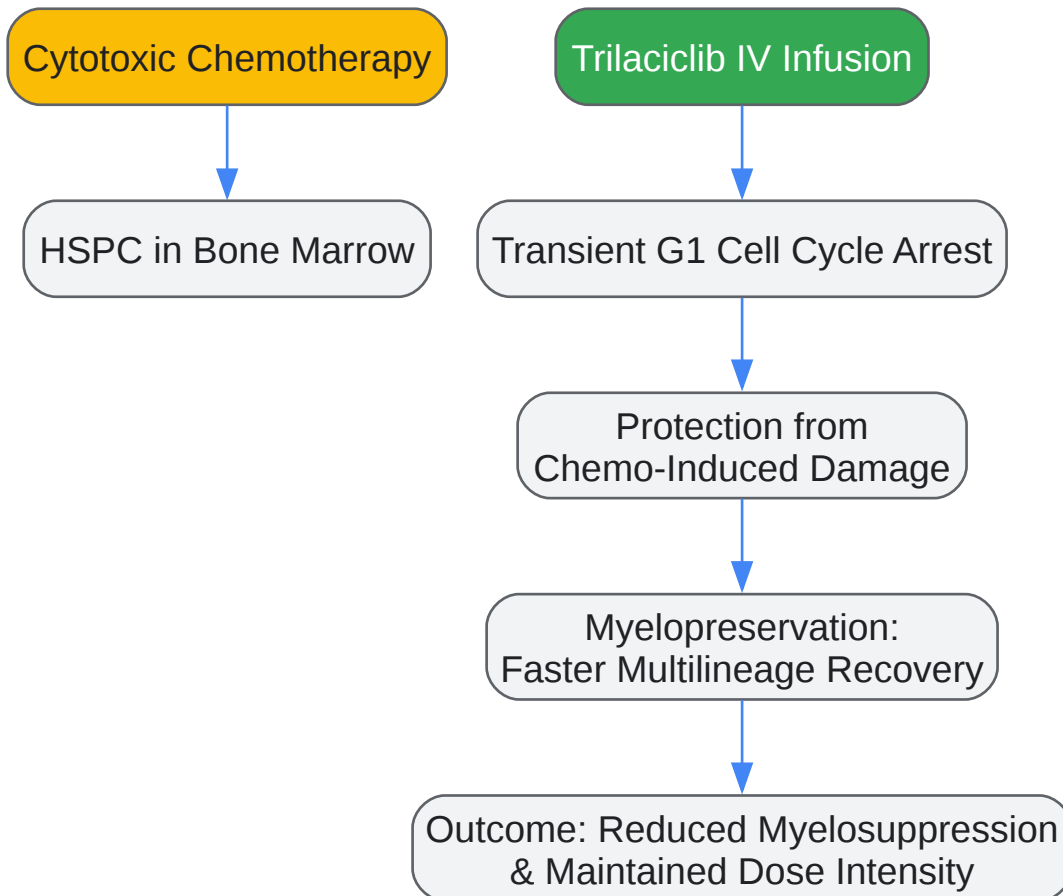 Cytotoxic Chemotherapy
Trilaciclib IV Infusion
HSPC in Bone Marrow
Transient G1 Cell Cycle Arrest
Protection from
Chemo-Induced Damage
Myelopreservation:
Faster Multilineage Recovery
Outcome: Reduced Myelosuppression
& Maintained Dose Intensity